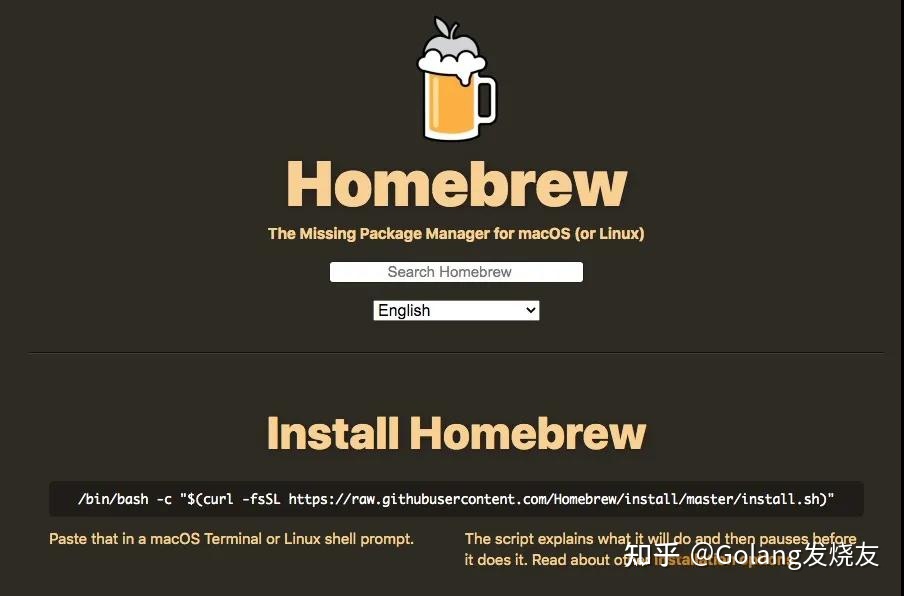 Homebrew
The Missing Package Manager for macOS (or Linux)
Search Homebrew
English
Install Homebrew
/bin/bash -c "$(curl -fsSL https://raw.githubusercontent.com/Homebrew/install/master/install.sh)"
Paste that in a macOS Terminal or Linux shell prompt.
The script explains what it will do and then pauses before
it does it. Read about other installation options.
知乎 @Golang发烧友